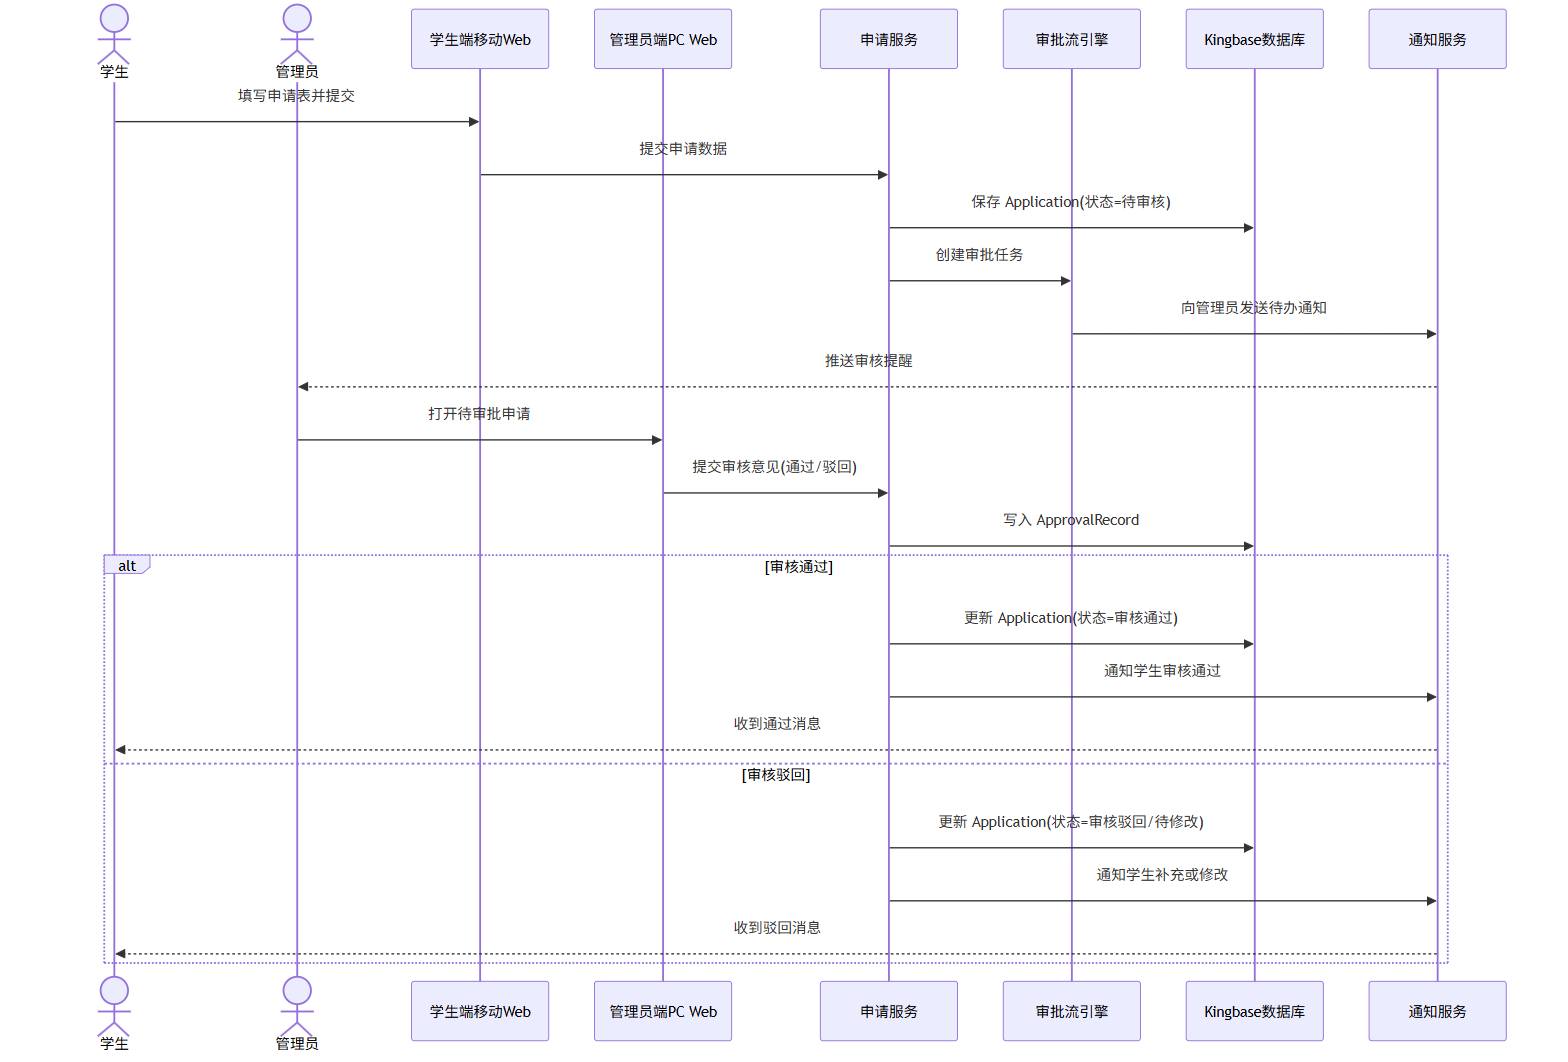 学生
管理员
学生端移动Web
管理员端PC Web
申请服务
审批流引擎
Kingbase数据库
通知服务
填写申请表并提交
提交申请数据
保存 Application(状态=待审核)
创建审批任务
向管理员发送待办通知
推送审核提醒
打开待审批申请
提交审核意见(通过/驳回)
写入 ApprovalRecord
alt
[审核通过]
更新 Application(状态=审核通过)
通知学生审核通过
收到通过消息
[审核驳回]
更新 Application(状态=审核驳回/待修改)
通知学生补充或修改
收到驳回消息
学生
管理员
学生端移动Web
管理员端PC Web
申请服务
审批流引擎
Kingbase数据库
通知服务